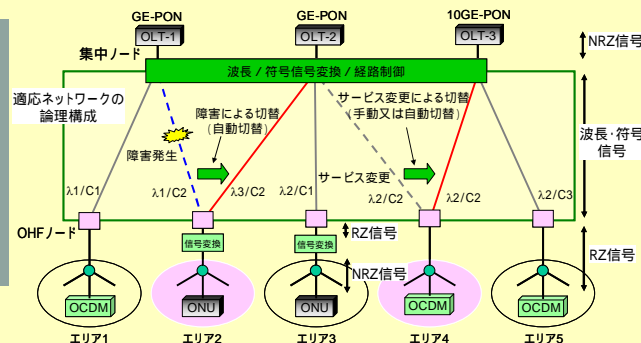 GE-PON
GE-PON
10GE-PON
OLT-1
OLT-2
OLT-3
NRZ信号
集中ノード
波長 / 符号信号変換 / 経路制御
適応ネットワークの
論理構成
障害による切替
(自動切替)
サービス変更による切替
(手動又は自動切替)
障害発生
波長・符号
信号
サービス変更
λ1/C1
λ1/C2
λ3/C2
λ2/C1
λ2/C2
λ2/C2
λ2/C3
OHFノード
信号変換
信号変換
RZ信号
RZ信号
NRZ信号
OCDM
ONU
ONU
OCDM
OCDM
エリア1
エリア2
エリア3
エリア4
エリア5